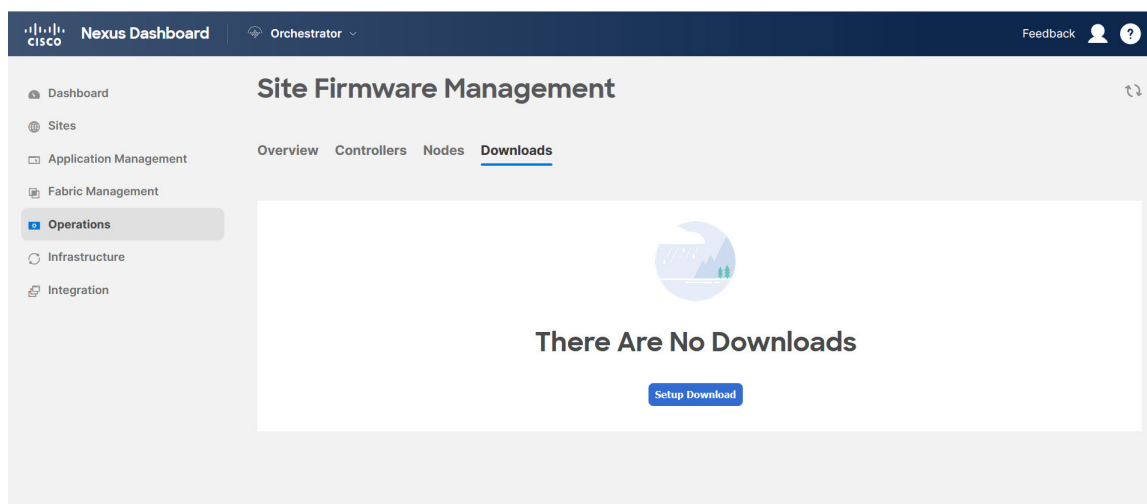 CISCO Nexus Dashboard Orchestrator Feedback ?
Site Firmware Management
Dashboard
Sites
Application Management
Fabric Management
Operations
Infrastructure
Integration
Overview Controllers Nodes Downloads
There Are No Downloads
Setup Download